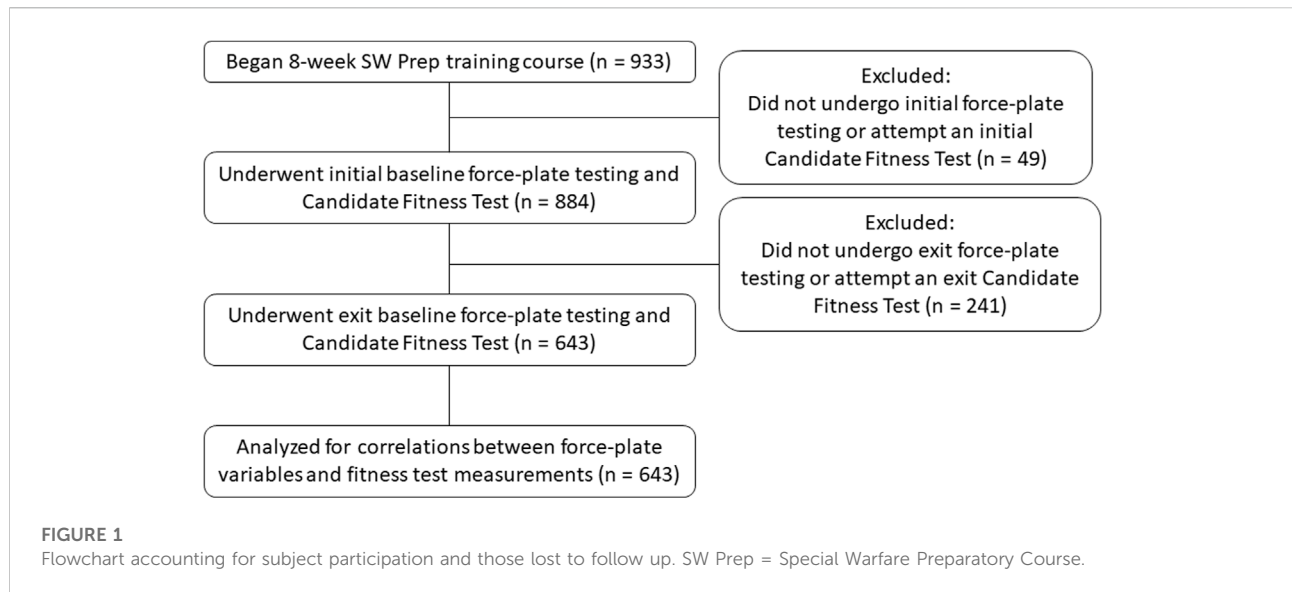 Began 8-week SW Prep training course (n = 933)
Excluded:
Did not undergo initial force-plate
testing or attempt an initial
Candidate Fitness Test (n = 49)
Underwent initial baseline force-plate testing and
Candidate Fitness Test (n = 884)
Excluded:
Did not undergo exit force-plate
testing or attempt an exit Candidate
Fitness Test (n = 241)
Underwent exit baseline force-plate testing and
Candidate Fitness Test (n = 643)
Analyzed for correlations between force-plate
variables and fitness test measurements (n = 643)
FIGURE 1
Flowchart accounting for subject participation and those lost to follow up. SW Prep = Special Warfare Preparatory Course.